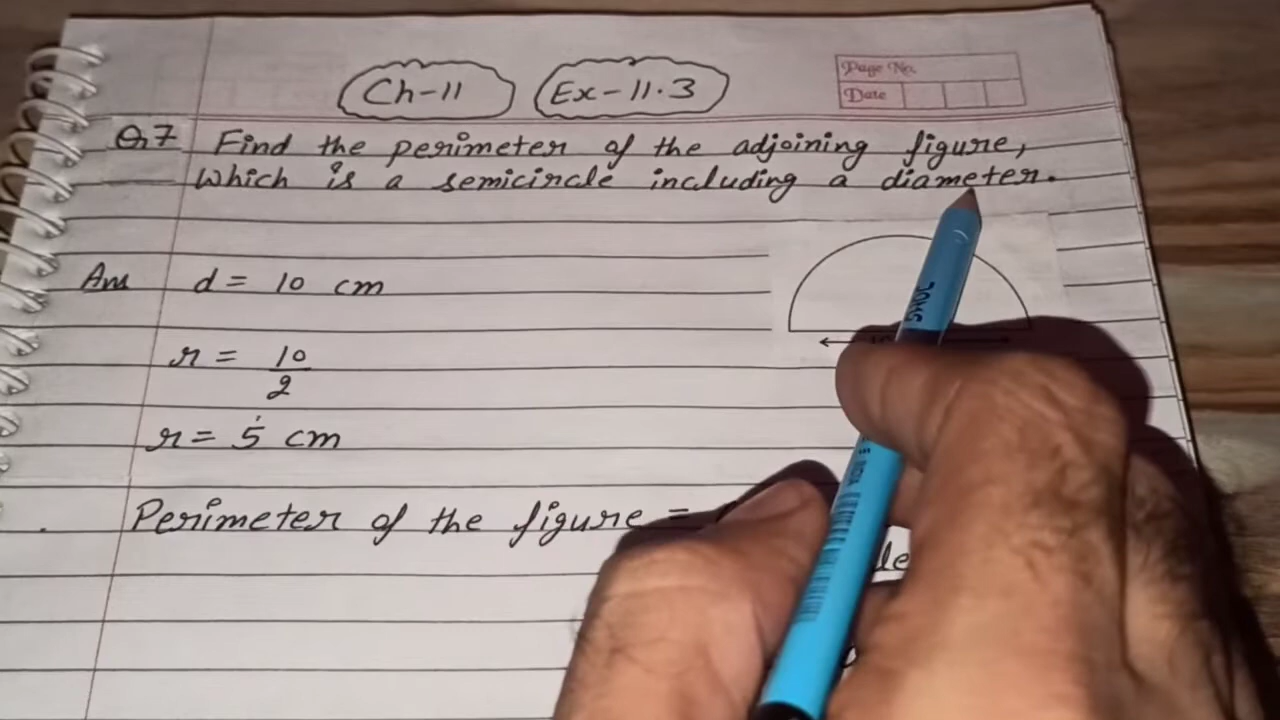 Ch-11 Ex-11.3
Page No.
Date
Q.7 Find the perimeter of the adjoining figure,
which is a semicircle including a diameter.
Ans d = 10 cm
r = 10/2
r = 5 cm
Perimeter of the figure =